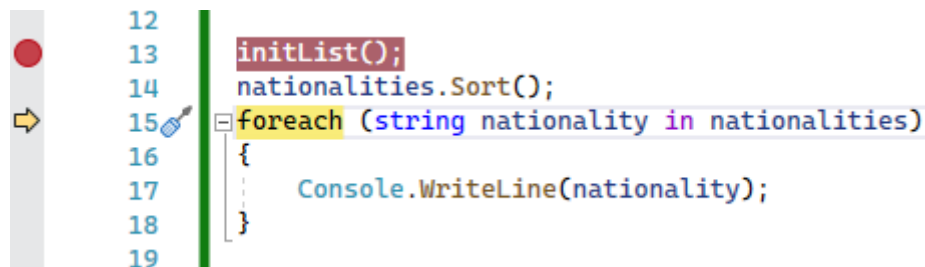 12
13 initList();
14 nationalities.Sort();
15 foreach (string nationality in nationalities)
16 {
17     Console.WriteLine(nationality);
18 }
19